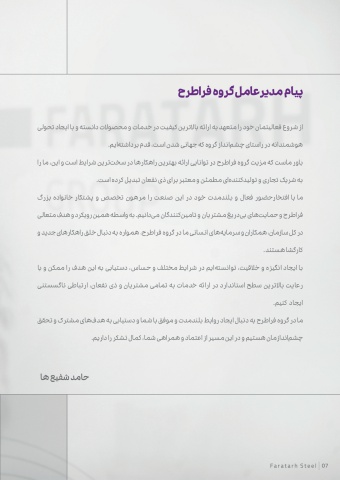 پیام مدیرعامل گروه فراطرح
از شروع فعالیتمان خود را متعهد به ارائه بالاترین کیفیت در خدمات و محصولات دانسته و با ایجاد تحولی
هوشمندانه در راستای چشم‌انداز گروه که جهانی شدن است، قدم برداشته‌ایم.
باور ماست که مزیت گروه فراطرح در توانایی ارائه بهترین راهکارها در سخت‌ترین شرایط است و این، ما را
به شریک تجاری و تولیدکننده‌ای مطمئن و معتبر برای ذی نفعان تبدیل کرده است.
ما با افتخار حضور فعال و بلندمدت خود در این صنعت را مرهون تخصص و پشتکار خانواده بزرگ
فراطرح و حمایت‌های بی‌دریغ مشتریان و تامین‌کنندگان می‌دانیم. به واسطه همین رویکرد و هدف متعالی
در کل سازمان، همکاران و سرمایه‌های انسانی ما در گروه فراطرح، همواره به دنبال خلق راهکارهای جدید و
کارگشا هستند.
با ایجاد انگیزه و خلاقیت، توانسته‌ایم در شرایط مختلف و حساس، دستیابی به این هدف را ممکن و با
رعایت بالاترین سطح استاندارد در ارائه خدمات به تمامی مشتریان و ذی نفعان، ارتباطی ناگسستنی
ایجاد کنیم.
ما در گروه فراطرح به دنبال ایجاد روابط بلندمدت و موفق با شما و دستیابی به هدف‌های مشترک و تحقق
چشم‌اندازمان هستیم و در این مسیر از اعتماد و همراهی شما، کمال تشکر را داریم.
حامد شفیع ها
Faratarh Steel | 07